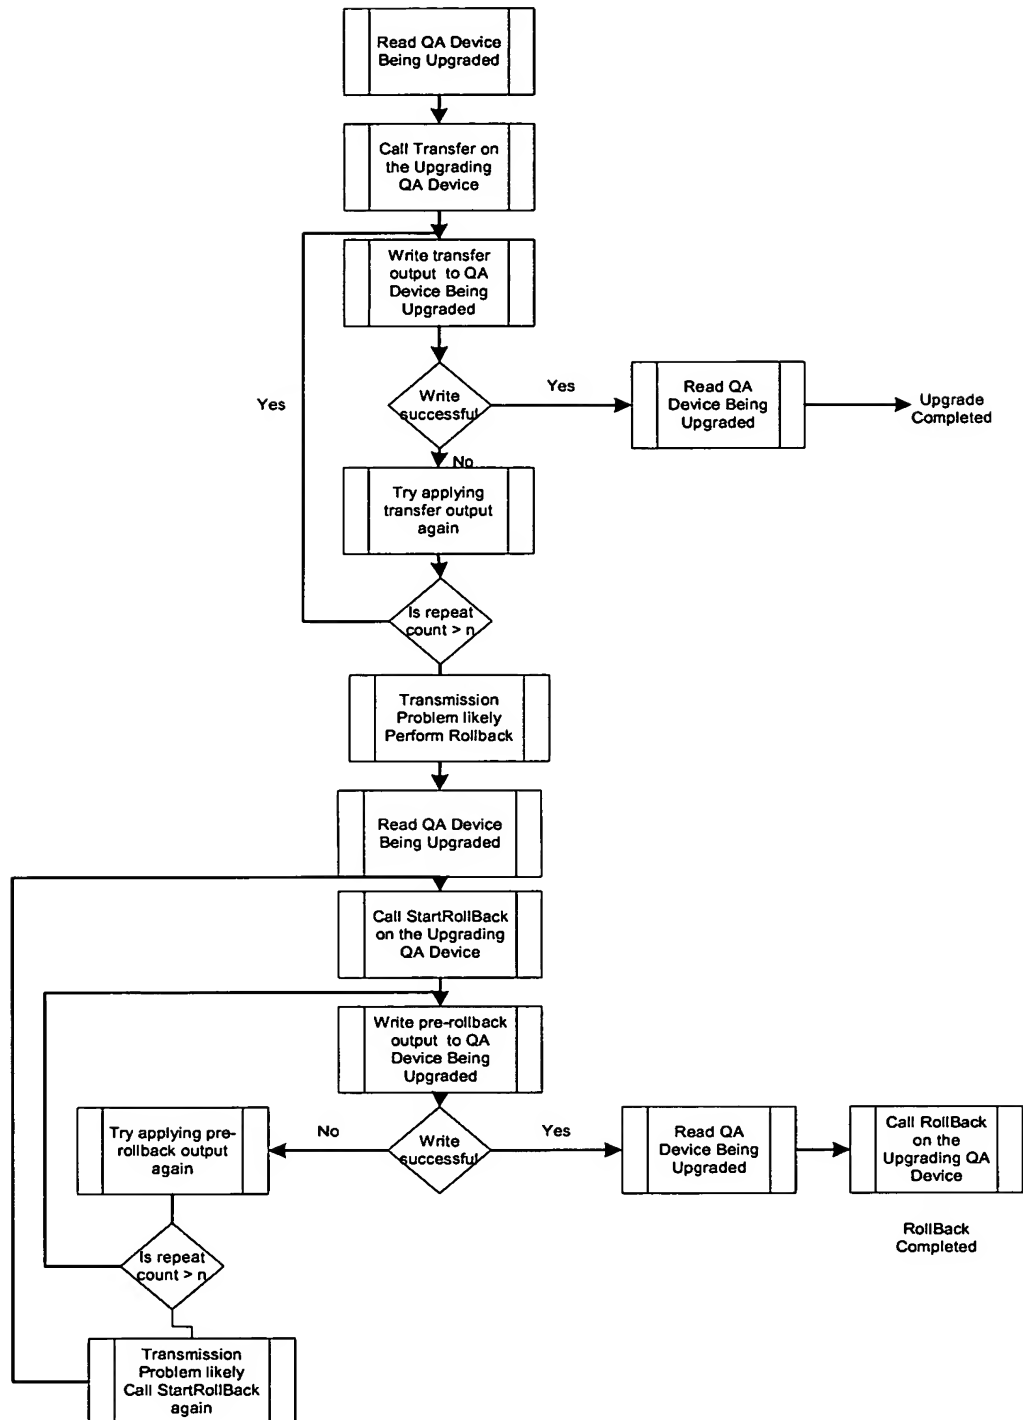 Read QA Device
Being Upgraded
Call Transfer on
the Upgrading
QA Device
Write transfer
output to QA
Device Being
Upgraded
Yes
Write
successful
Yes
Read QA
Device Being
Upgraded
Upgrade
Completed
No
Try applying
transfer output
again
Is repeat
count > n
Transmission
Problem likely
Perform Rollback
Read QA Device
Being Upgraded
Call StartRollBack
on the Upgrading
QA Device
Write pre-rollback
output to QA
Device Being
Upgraded
Try applying pre-
rollback output
again
No
Write
successful
Yes
Read QA
Device Being
Upgraded
Call RollBack
on the
Upgrading QA
Device
RollBack
Completed
Is repeat
count > n
Transmission
Problem likely
Call StartRollBack
again